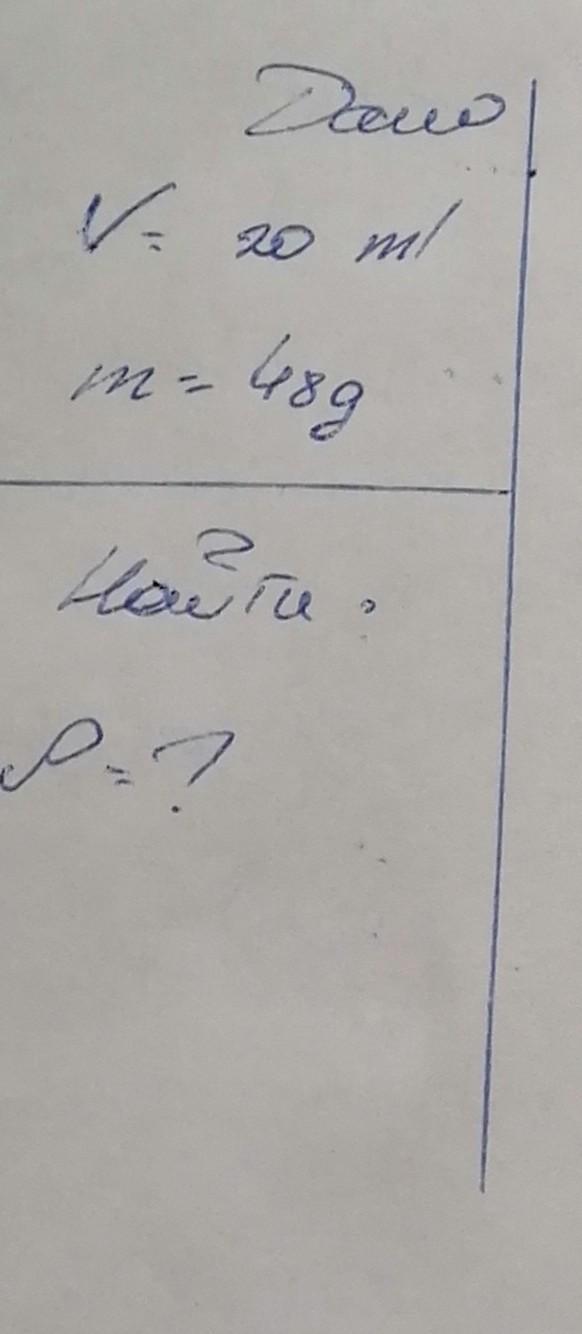 Дано
V= 20 ml
m= 48g
Найти.
ρ=?